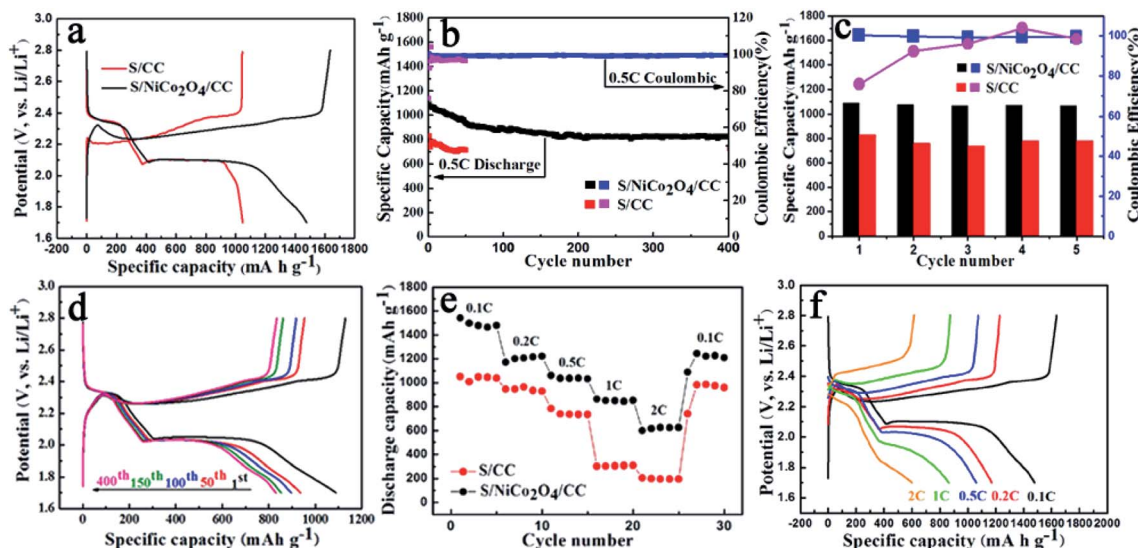 a
3.0
2.8
2.6
2.4
2.2
2.0
1.8
1.6
Potential (V, vs. Li/Li⁺)
S/CC
S/NiCo₂O₄/CC
0 200 400 600 800 1000 1200 1400 1600 1800
Specific capacity (mA h g⁻¹)
b
1800
1600
1400
1200
1000
800
600
400
200
0
Specific Capacity(mAh g⁻¹)
120
100
80
60
40
20
0
Coulombic Efficiency(%)
0.5C Coulombic
0.5C Discharge
S/NiCo₂O₄/CC
S/CC
0 50 100 150 200 250 300 350 400
Cycle number
c
1800
1600
1400
1200
1000
800
600
400
200
0
Specific Capacity(mAh g⁻¹)
100
80
60
40
20
0
Coulombic Efficiency(%)
S/NiCo₂O₄/CC
S/CC
1 2 3 4 5
Cycle number
d
3.0
2.8
2.6
2.4
2.2
2.0
1.8
1.6
Potential (V, vs. Li/Li⁺)
400th 150th 100th 50th 1st
0 200 400 600 800 1000 1200
Specific capacity (mAh g⁻¹)
e
1800
1600
1400
1200
1000
800
600
400
200
0
Discharge capacity(mAh g⁻¹)
0.1C
0.2C
0.5C
1C
2C
0.1C
S/CC
S/NiCo₂O₄/CC
0 10 20 30
Cycle number
f
3.0
2.8
2.6
2.4
2.2
2.0
1.8
1.6
Potential (V, vs. Li/Li⁺)
2C 1C 0.5C 0.2C 0.1C
-200 0 200 400 600 800 1000 1200 1400 1600 1800 2000
Specific capacity (mAh g⁻¹)